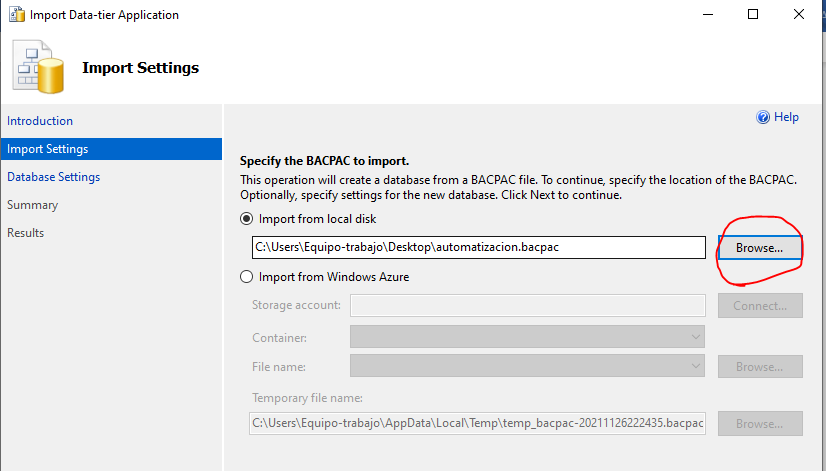 Import Data-tier Application
Import Settings
Introduction
Import Settings
Database Settings
Summary
Results
Help
Specify the BACPAC to import.
This operation will create a database from a BACPAC file. To continue, specify the location of the BACPAC.
Optionally, specify settings for the new database. Click Next to continue.
Import from local disk
C:\Users\Equipo-trabajo\Desktop\automatizacion.bacpac
Browse...
Import from Windows Azure
Storage account:
Connect...
Container:
File name:
Browse...
Temporary file name:
C:\Users\Equipo-trabajo\AppData\Local\Temp\temp_bacpac-20211126222435.bacpac
Browse...